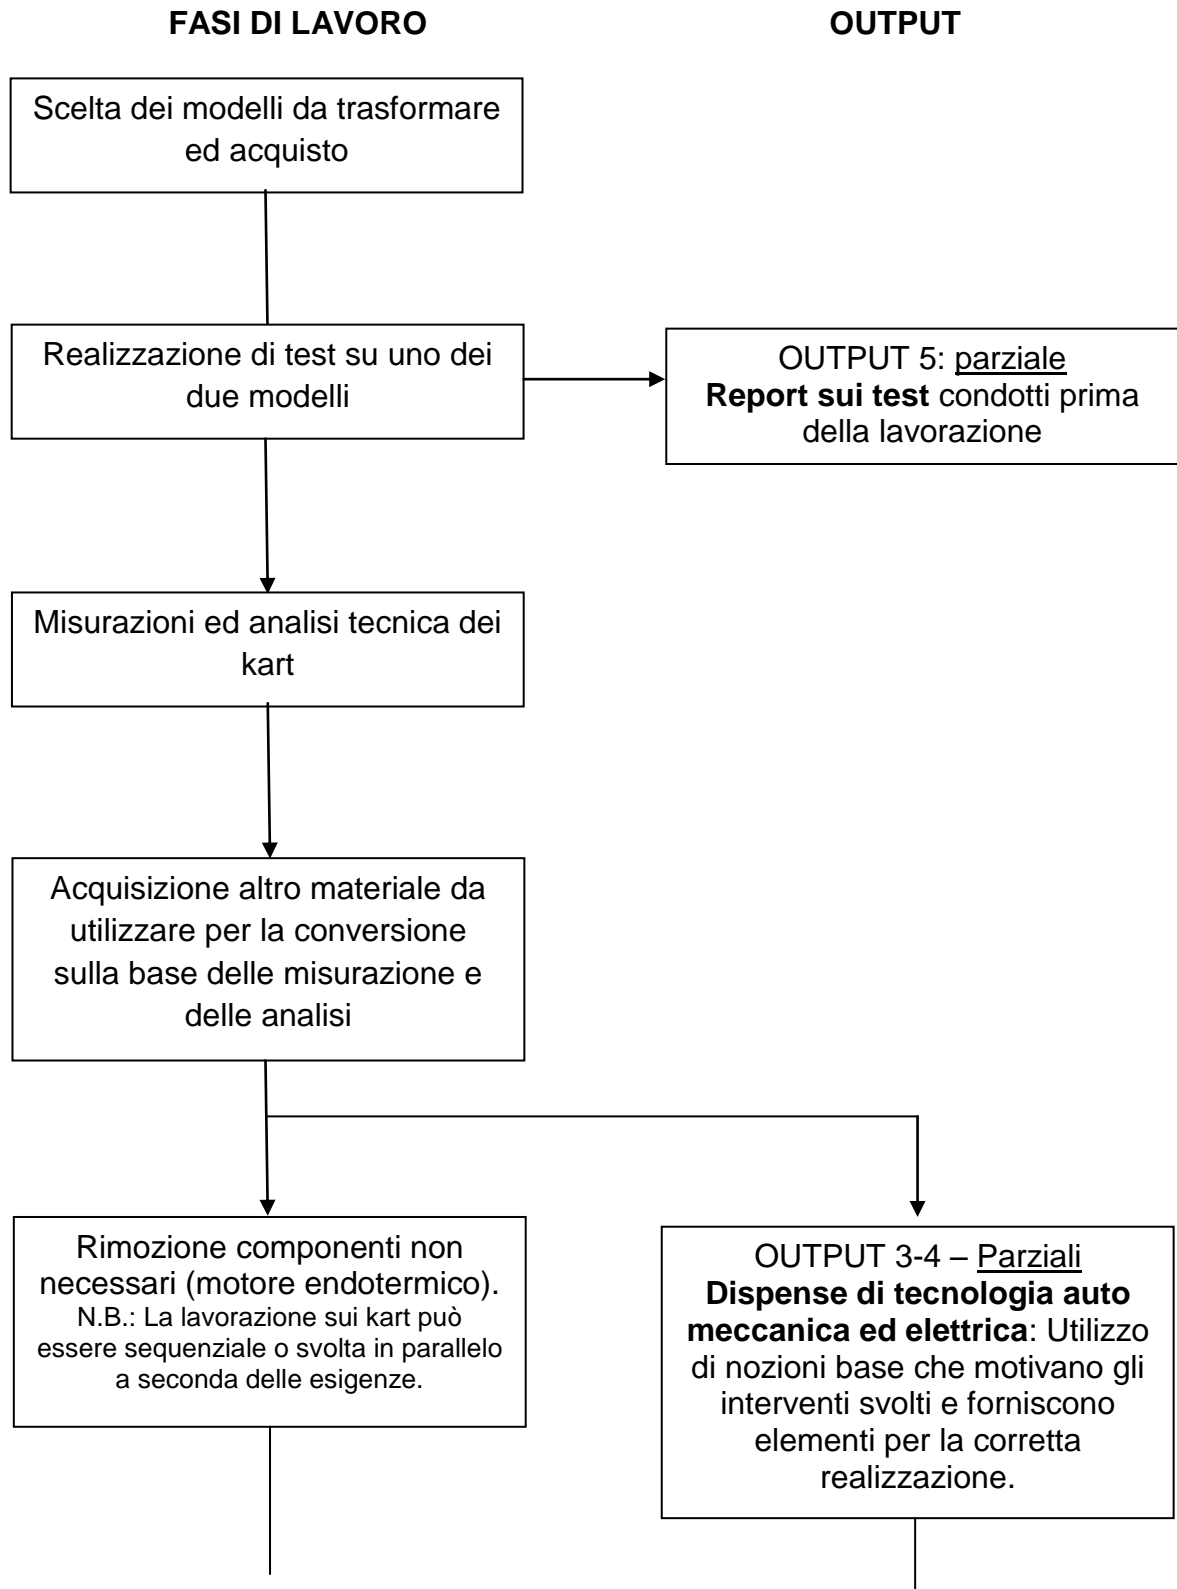 FASI DI LAVORO
OUTPUT
Scelta dei modelli da trasformare
ed acquisto
Realizzazione di test su uno dei
due modelli
OUTPUT 5: parziale
Report sui test condotti prima
della lavorazione
Misurazioni ed analisi tecnica dei
kart
Acquisizione altro materiale da
utilizzare per la conversione
sulla base delle misurazione e
delle analisi
Rimozione componenti non
necessari (motore endotermico).
N.B.: La lavorazione sui kart può
essere sequenziale o svolta in parallelo
a seconda delle esigenze.
OUTPUT 3-4 – Parziali
Dispense di tecnologia auto
meccanica ed elettrica: Utilizzo
di nozioni base che motivano gli
interventi svolti e forniscono
elementi per la corretta
realizzazione.